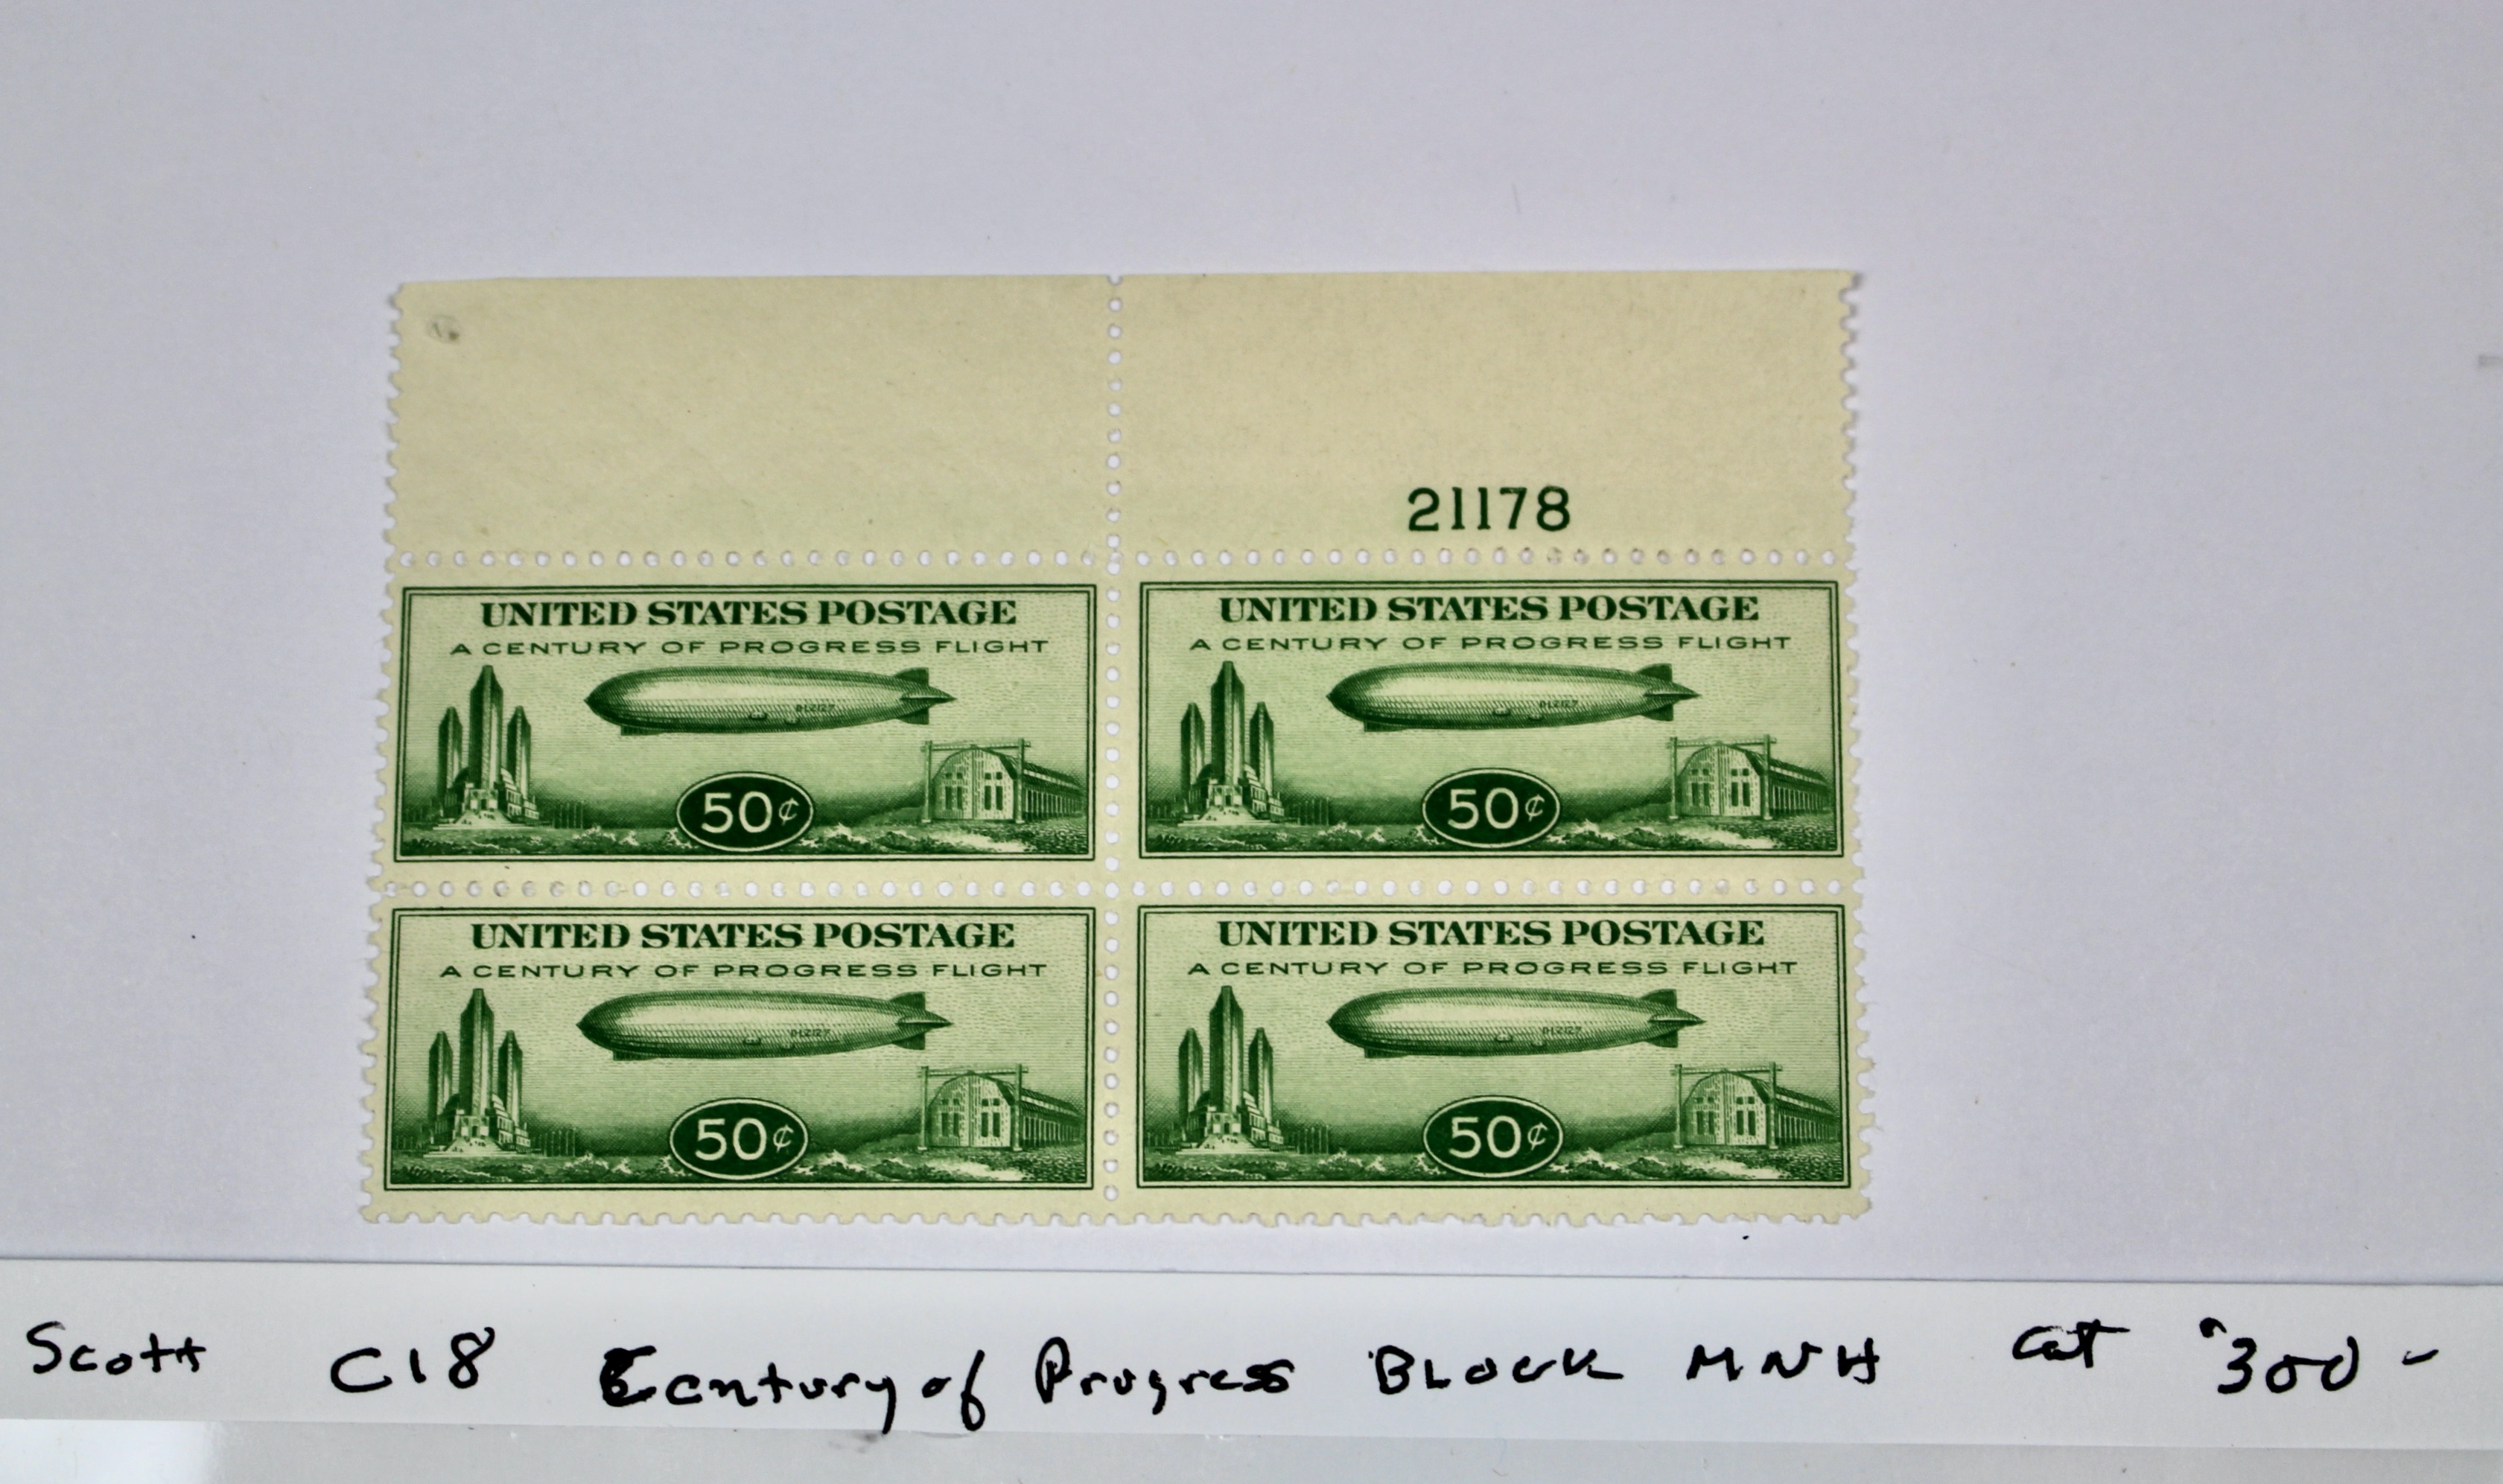 21178
UNITED STATES POSTAGE
A CENTURY OF PROGRESS FLIGHT
50¢
UNITED STATES POSTAGE
A CENTURY OF PROGRESS FLIGHT
50¢
UNITED STATES POSTAGE
A CENTURY OF PROGRESS FLIGHT
50¢
UNITED STATES POSTAGE
A CENTURY OF PROGRESS FLIGHT
50¢
Scott C18 Century of Progress BLock MNH Cat 300-